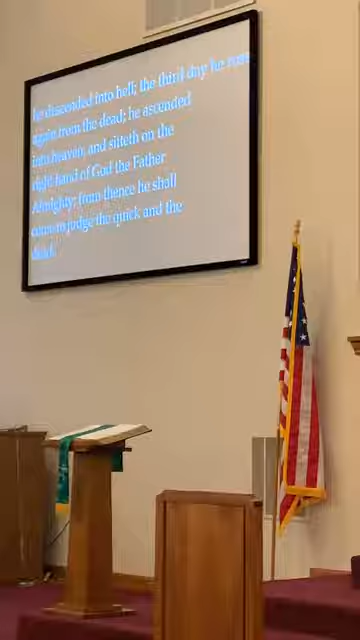 he descended into hell; the third day he rose
again from the dead; he ascended
into heaven, and sitteth on the
right hand of God the Father
Almighty; from thence he shall
come to judge the quick and the
dead.